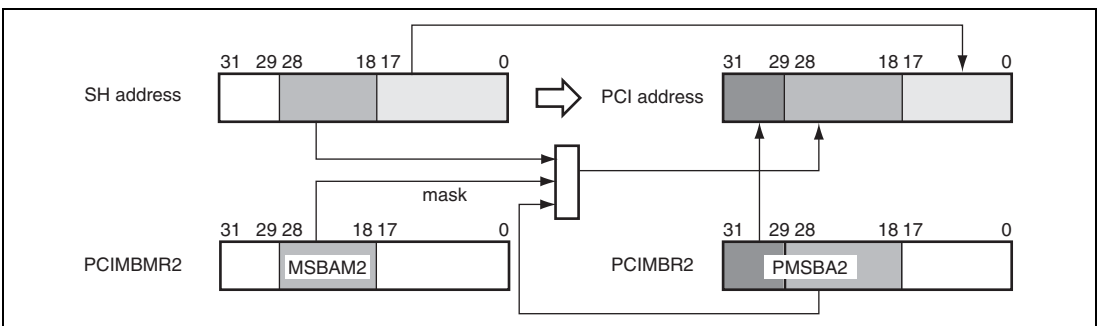 31 29 28 18 17 0
31 29 28 18 17 0
SH address
PCI address
mask
31 29 28 18 17 0
31 29 28 18 17 0
PCIMBMR2
MSBAM2
PCIMBR2
PMSBA2